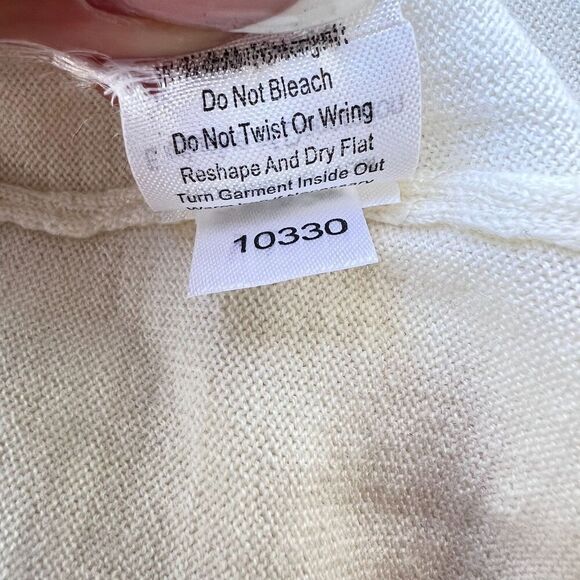 Do Not Bleach
Do Not Twist Or Wring
Reshape And Dry Flat
Turn Garment Inside Out
10330